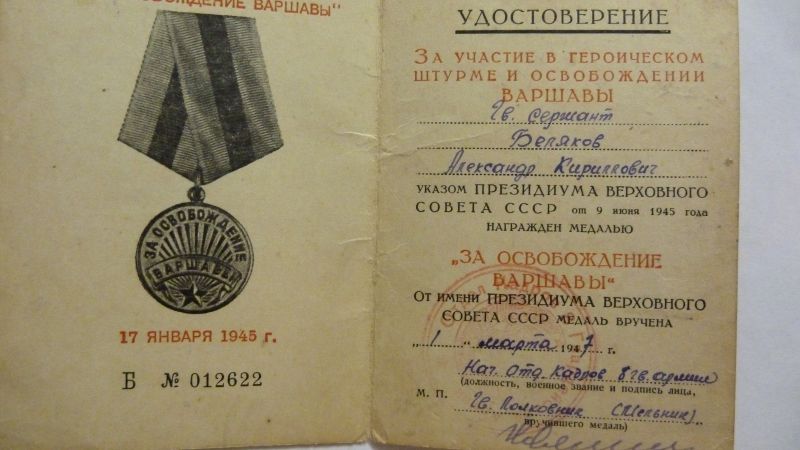 ОБОЖДЕНИЕ ВАРШАВЫ"
ЗА ОСВОБОЖДЕНИЕ
ВАРШАВЫ
17 ЯНВАРЯ 1945 г.
Б № 012622
УДОСТОВЕРЕНИЕ
ЗА УЧАСТИЕ В ГЕРОИЧЕСКОМ
ШТУРМЕ И ОСВОБОЖДЕНИИ
ВАРШАВЫ
Гв. сержант
Беляков
Александр Кириллович
УКАЗОМ ПРЕЗИДИУМА ВЕРХОВНОГО
СОВЕТА СССР от 9 июня 1945 года
НАГРАЖДЕН МЕДАЛЬЮ
„ЗА ОСВОБОЖДЕНИЕ
ВАРШАВЫ“
От имени ПРЕЗИДИУМА ВЕРХОВНОГО
СОВЕТА СССР МЕДАЛЬ ВРУЧЕНА
„1“ марта 1947 г.
Нач. Отд. Кадров 8 гв. армии
(должность, военное звание и подпись лица,
М. П. Гв. Полковник (Мельник)
вручившего медаль)